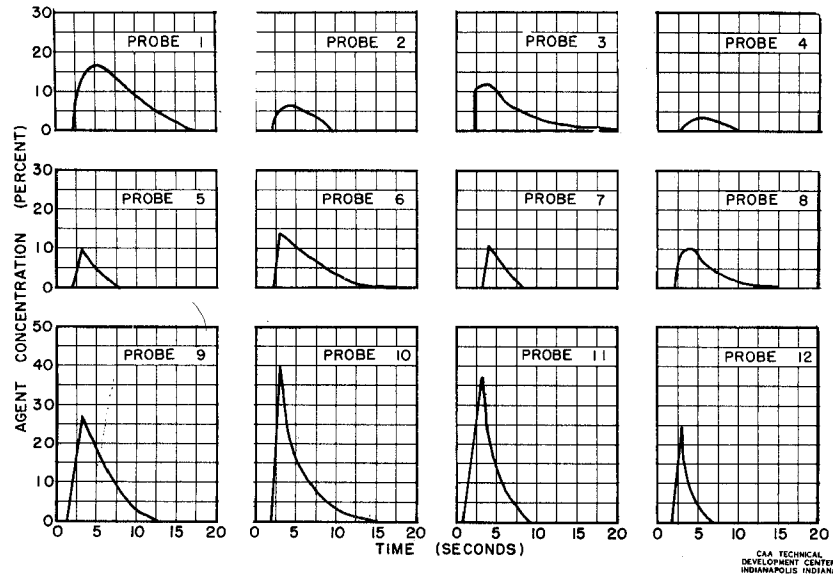 30
20
10
0
PROBE 1
PROBE 2
PROBE 3
PROBE 4
30
20
10
0
PROBE 5
PROBE 6
PROBE 7
PROBE 8
50
40
30
20
10
0
PROBE 9
PROBE 10
PROBE 11
PROBE 12
0 5 10 15 20
0 5 10 15 20
0 5 10 15 20
0 5 10 15 20
AGENT CONCENTRATION (PERCENT)
TIME (SECONDS)
CAA TECHNICAL
DEVELOPMENT CENTER
INDIANAPOLIS INDIANA